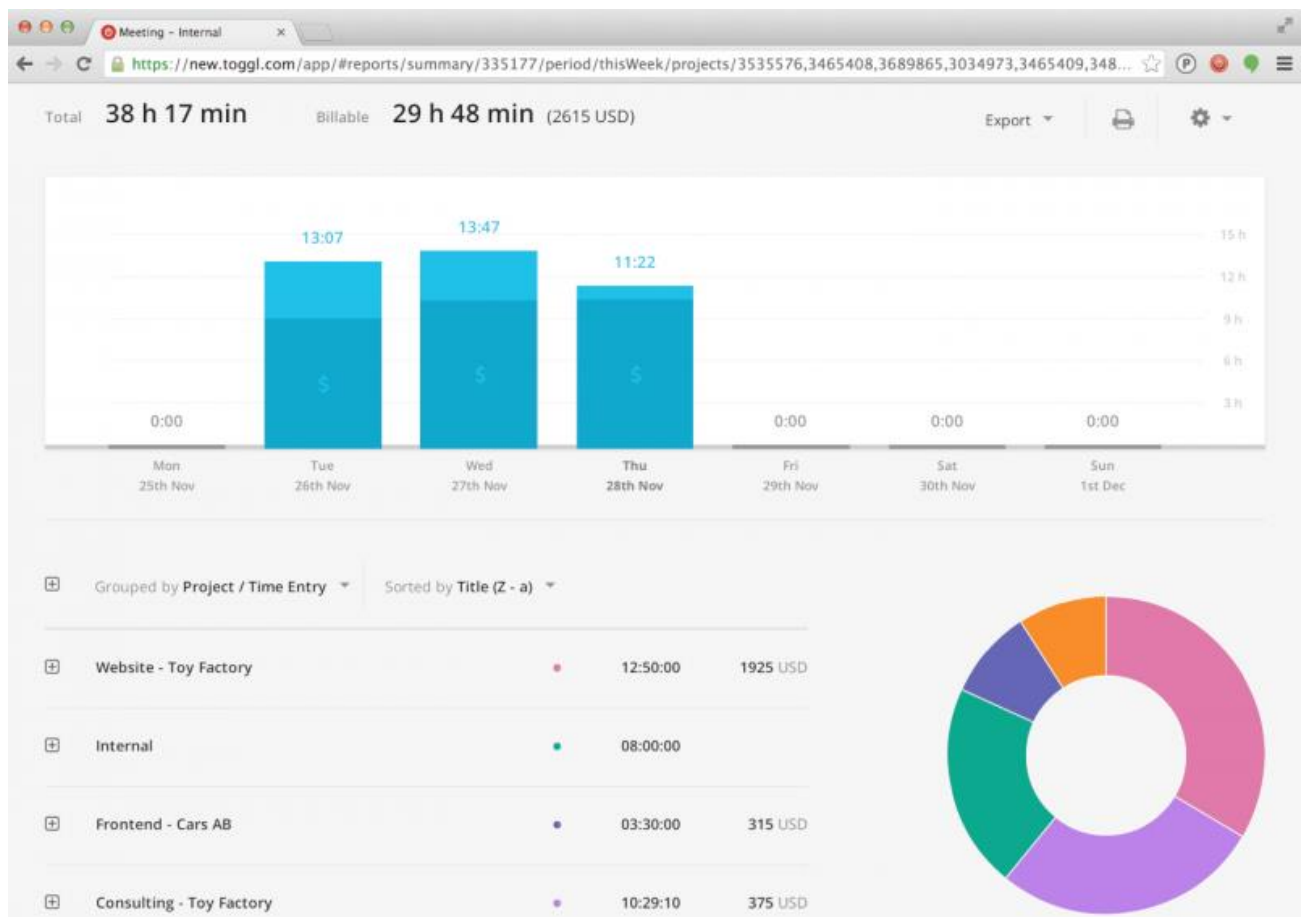 Meeting - Internal
https://new.toggl.com/app/#reports/summary/335177/period/thisWeek/projects/3535576,3465408,3689865,3034973,3465409,348...
Total 38 h 17 min Billable 29 h 48 min (2615 USD) Export
13:07 13:47 11:22
15 h
12 h
9 h
6 h
3 h
$ $ $
0:00 0:00 0:00 0:00
Mon Tue Wed Thu Fri Sat Sun
25th Nov 26th Nov 27th Nov 28th Nov 29th Nov 30th Nov 1st Dec
Grouped by Project / Time Entry Sorted by Title (Z - a)
Website - Toy Factory 12:50:00 1925 USD
Internal 08:00:00
Frontend - Cars AB 03:30:00 315 USD
Consulting - Toy Factory 10:29:10 375 USD